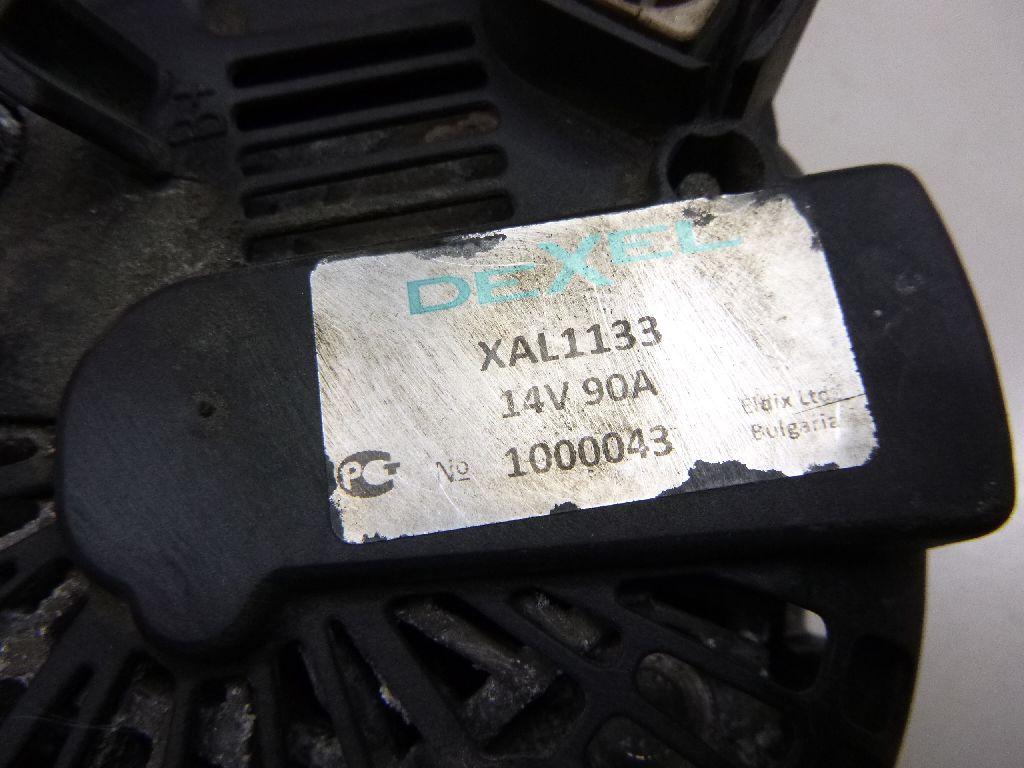 B+
DEXEL
XAL1133
14V 90A
Eldix Ltd
Bulgaria
РСТ № 1000043